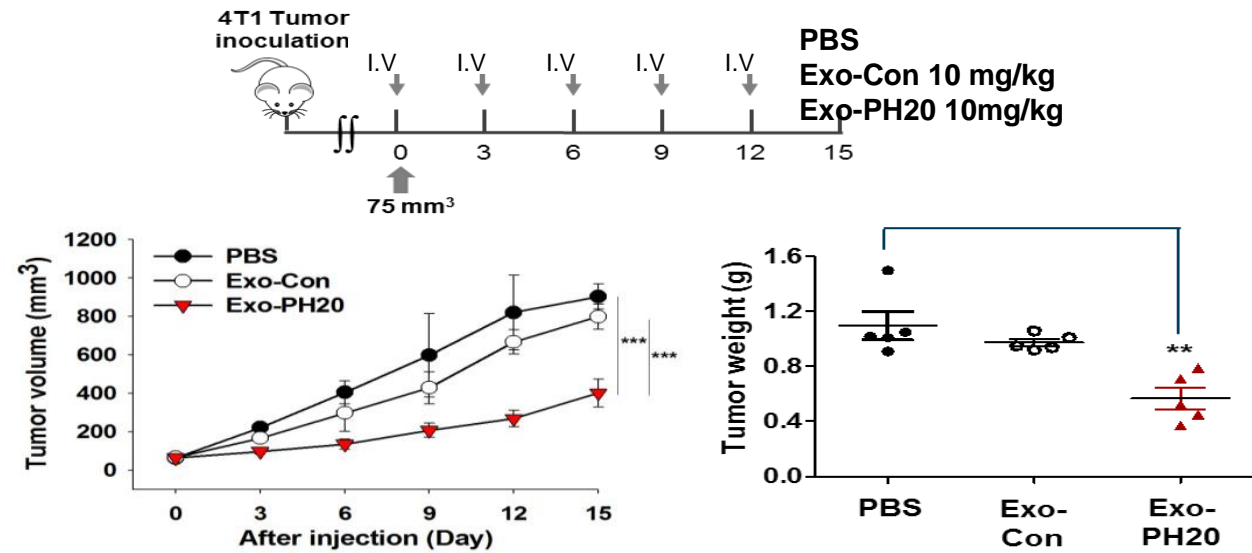 4T1 Tumor
inoculation
I.V I.V I.V I.V I.V
PBS
Exo-Con 10 mg/kg
Exo-PH20 10mg/kg
∬ 0 3 6 9 12 15
75 mm³
Tumor volume (mm³)
1200
1000
800
600
400
200
0
PBS
Exo-Con
Exo-PH20
*** ***
0 3 6 9 12 15
After injection (Day)
Tumor weight (g)
1.6
1.2
0.8
0.4
0.0
**
PBS Exo-Con Exo-PH20